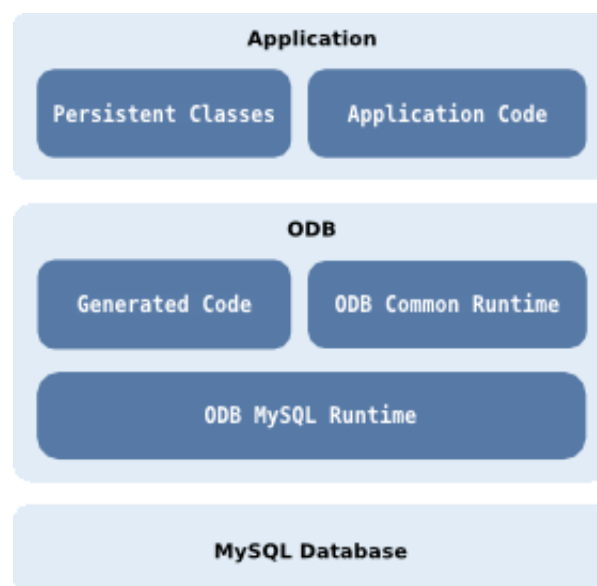 Application
Persistent Classes
Application Code
ODB
Generated Code
ODB Common Runtime
ODB MySQL Runtime
MySQL Database